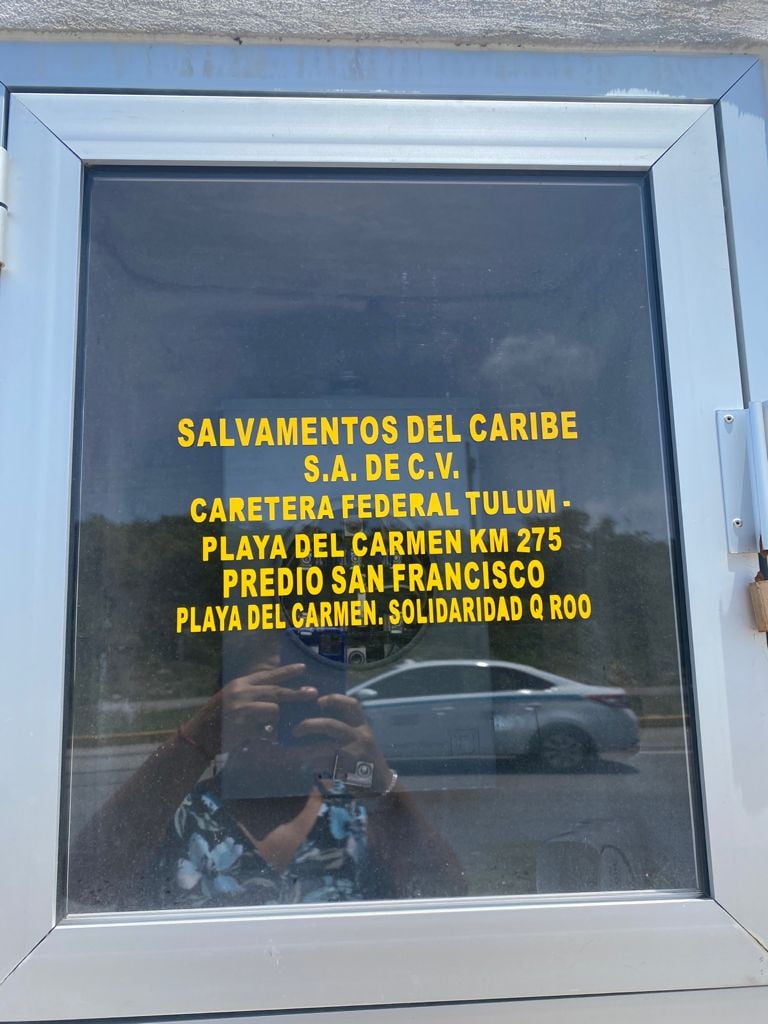 SALVAMENTOS DEL CARIBE
S.A. DE C.V.
CARETERA FEDERAL TULUM -
PLAYA DEL CARMEN KM 275
PREDIO SAN FRANCISCO
PLAYA DEL CARMEN. SOLIDARIDAD Q ROO